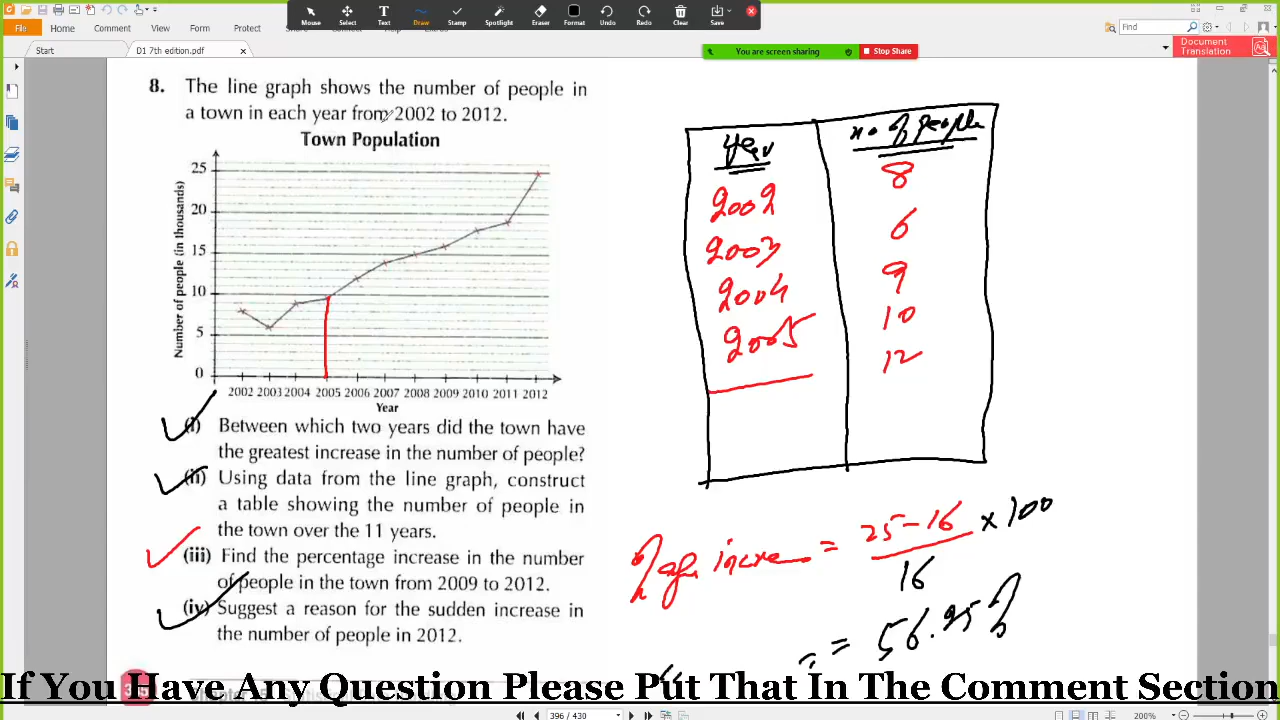 Mouse Select Text Draw Stamp Spotlight Eraser Format Undo Redo Clear Save
File Home Comment View Form Protect
Find
You are screen sharing Stop Share
Document Translation
Start D1 7th edition.pdf
8. The line graph shows the number of people in
a town in each year from 2002 to 2012.
Town Population
Number of people (in thousands)
25
20
15
10
5
0
2002 2003 2004 2005 2006 2007 2008 2009 2010 2011 2012
Year
(i) Between which two years did the town have
the greatest increase in the number of people?
(ii) Using data from the line graph, construct
a table showing the number of people in
the town over the 11 years.
(iii) Find the percentage increase in the number
of people in the town from 2009 to 2012.
(iv) Suggest a reason for the sudden increase in
the number of people in 2012.
year no of people
2002 8
2003 6
2004 9
2005 10
12
%age increa = 25-16 / 16 × 100
= 56.25%
If You Have Any Question Please Put That In The Comment Section
396 / 430
200%